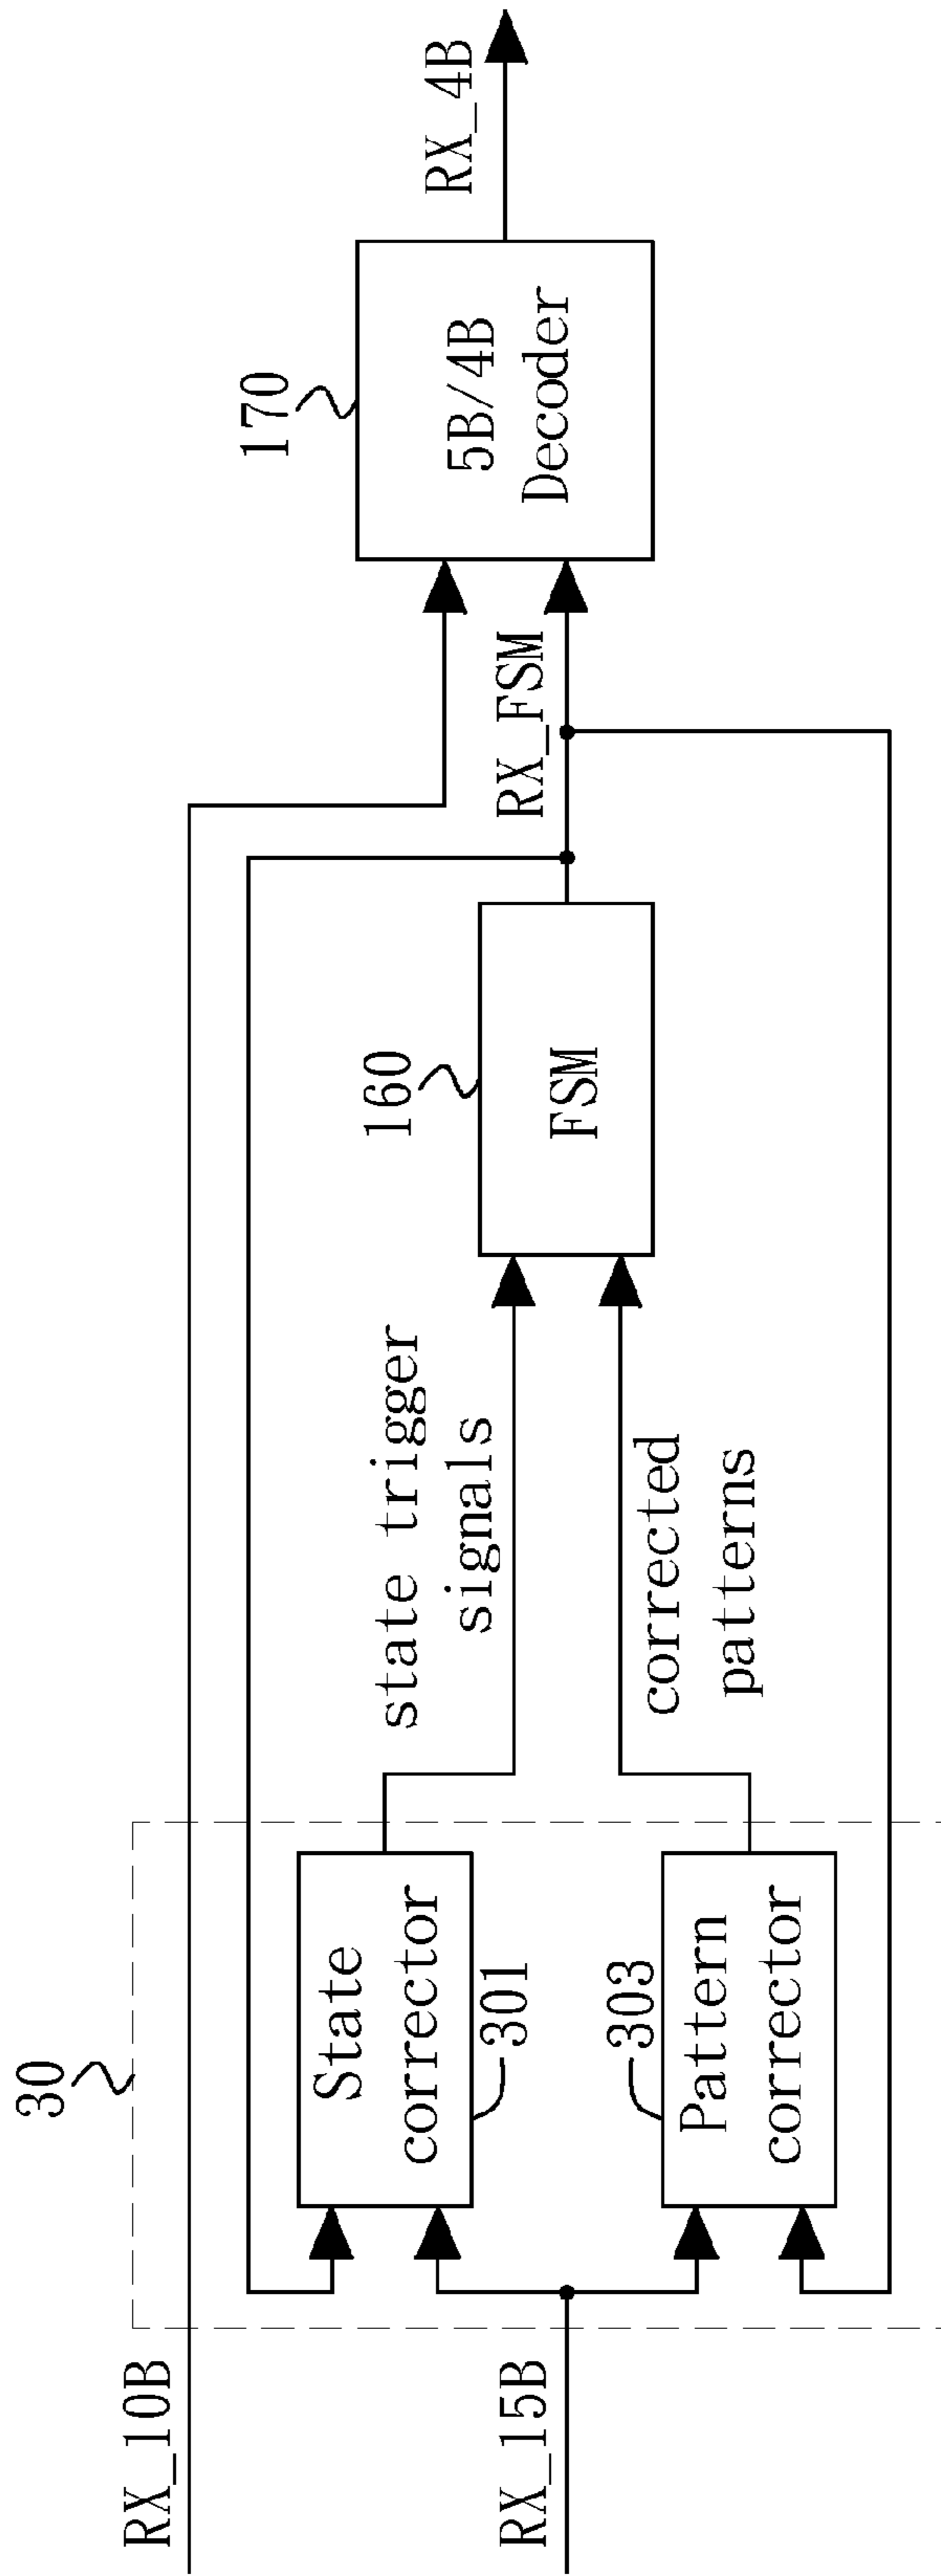 30
RX_10B
State
corrector
301
state trigger
signals
160
FSM
RX_FSM
170
5B/4B
Decoder
RX_4B
RX_15B
303
Pattern
corrector
corrected
patterns